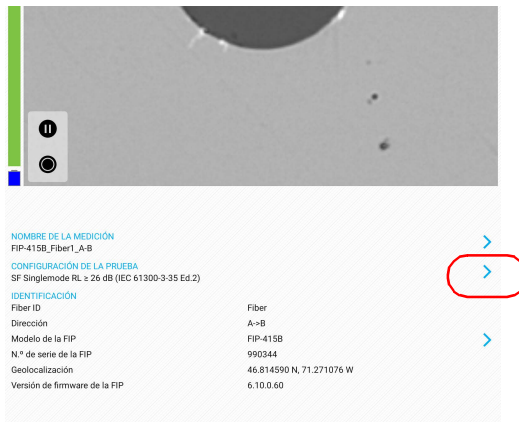 NOMBRE DE LA MEDICIÓN
FIP-415B_Fiber1_A-B
CONFIGURACIÓN DE LA PRUEBA
SF Singlemode RL ≥ 26 dB (IEC 61300-3-35 Ed.2)
IDENTIFICACIÓN
Fiber ID Fiber
Dirección A->B
Modelo de la FIP FIP-415B
N.º de serie de la FIP 990344
Geolocalización 46.814590 N, 71.271076 W
Versión de firmware de la FIP 6.10.0.60